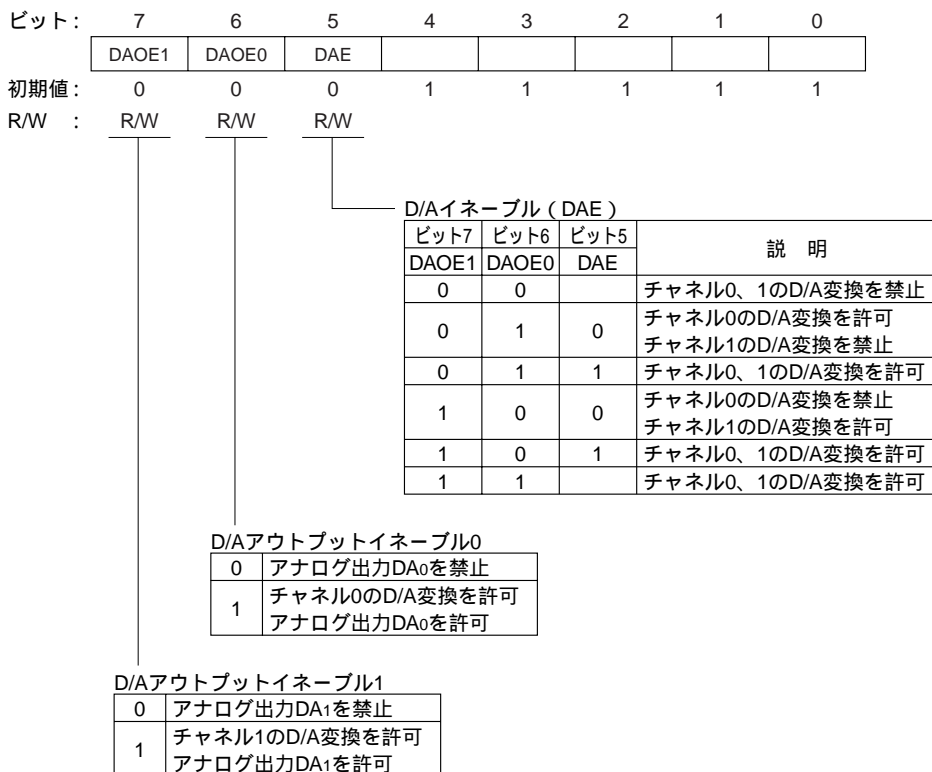 ビット: 7 6 5 4 3 2 1 0
DAOE1 DAOE0 DAE
初期値: 0 0 0 1 1 1 1 1
R/W : R/W R/W R/W
D/Aイネーブル(DAE)
ビット7 ビット6 ビット5 説 明
DAOE1 DAOE0 DAE
0 0 チャネル0、1のD/A変換を禁止
0 1 0 チャネル0のD/A変換を許可
チャネル1のD/A変換を禁止
0 1 1 チャネル0、1のD/A変換を許可
1 0 0 チャネル0のD/A変換を禁止
チャネル1のD/A変換を許可
1 0 1 チャネル0、1のD/A変換を許可
1 1 チャネル0、1のD/A変換を許可
D/Aアウトプットイネーブル0
0 アナログ出力DA0を禁止
1 チャネル0のD/A変換を許可
アナログ出力DA0を許可
D/Aアウトプットイネーブル1
0 アナログ出力DA1を禁止
1 チャネル1のD/A変換を許可
アナログ出力DA1を許可